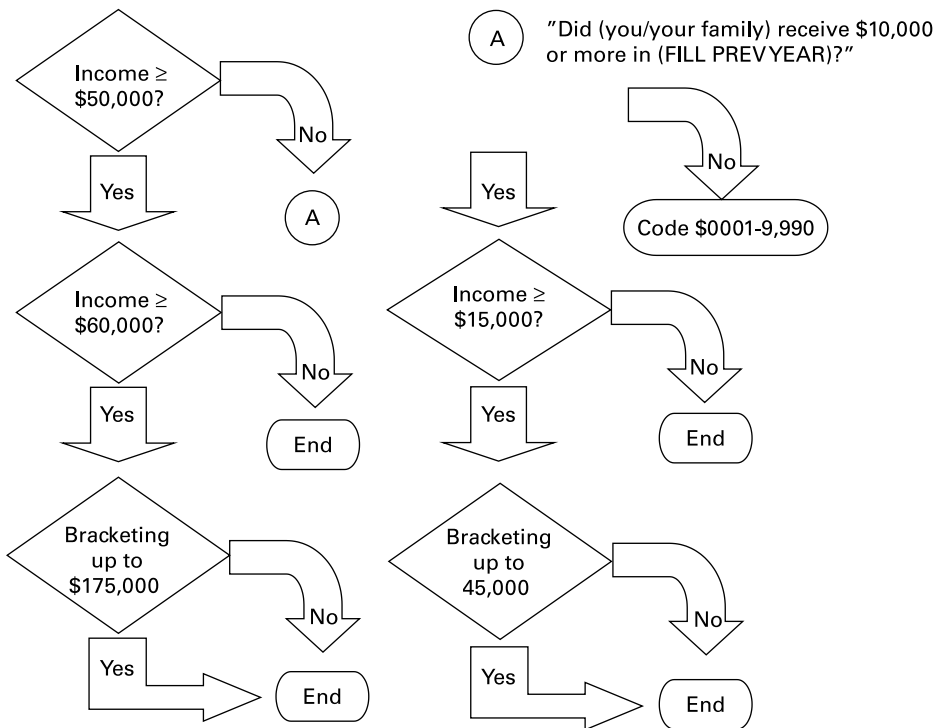 Income ≥
$50,000?
No
Yes
A
Income ≥
$60,000?
No
Yes
End
Bracketing
up to
$175,000
No
Yes
End
A
"Did (you/your family) receive $10,000
or more in (FILL PREVYEAR)?"
No
Yes
Code $0001-9,990
Income ≥
$15,000?
No
Yes
End
Bracketing
up to
45,000
No
Yes
End